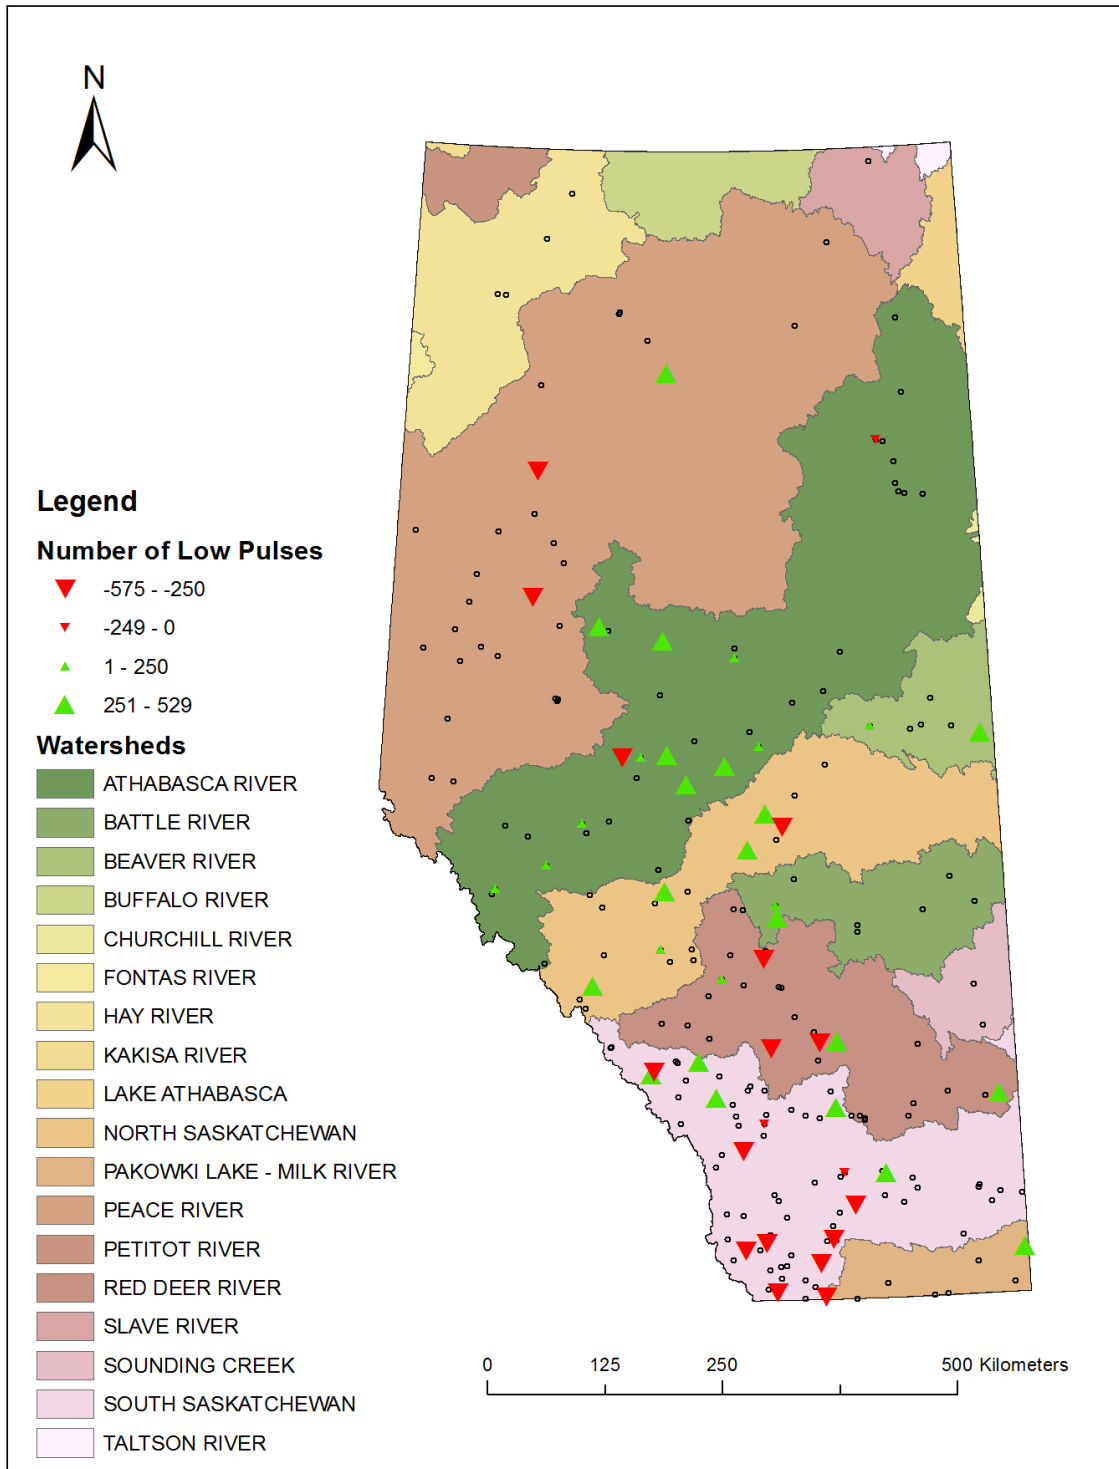 N
Legend
Number of Low Pulses
-575 - -250
-249 - 0
1 - 250
251 - 529
Watersheds
ATHABASCA RIVER
BATTLE RIVER
BEAVER RIVER
BUFFALO RIVER
CHURCHILL RIVER
FONTAS RIVER
HAY RIVER
KAKISA RIVER
LAKE ATHABASCA
NORTH SASKATCHEWAN
PAKOWKI LAKE - MILK RIVER
PEACE RIVER
PETITOT RIVER
RED DEER RIVER
SLAVE RIVER
SOUNDING CREEK
SOUTH SASKATCHEWAN
TALTSON RIVER
0 125 250 500 Kilometers